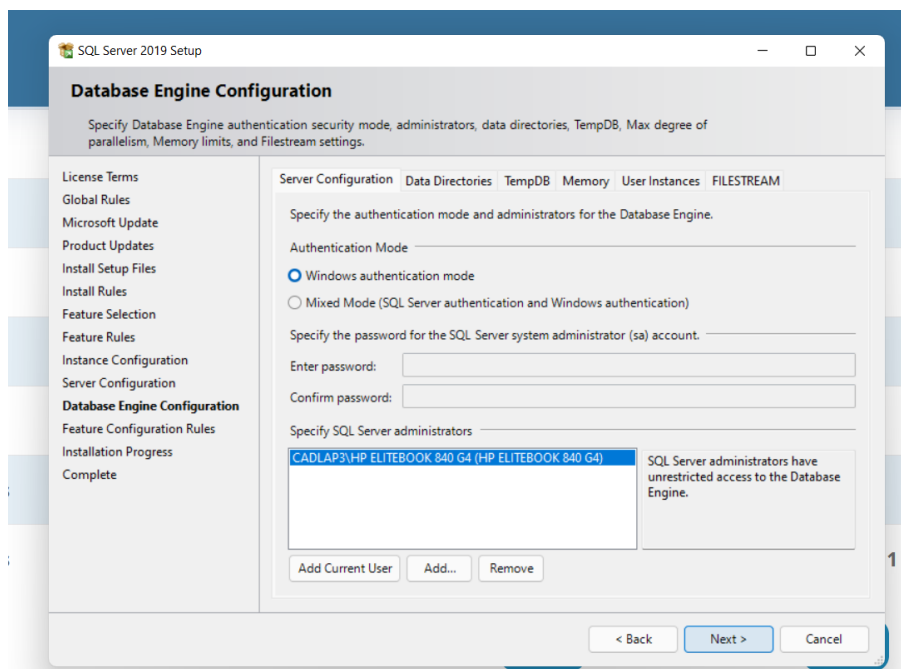 SQL Server 2019 Setup
Database Engine Configuration
Specify Database Engine authentication security mode, administrators, data directories, TempDB, Max degree of
parallelism, Memory limits, and Filestream settings.
License Terms
Global Rules
Microsoft Update
Product Updates
Install Setup Files
Install Rules
Feature Selection
Feature Rules
Instance Configuration
Server Configuration
Database Engine Configuration
Feature Configuration Rules
Installation Progress
Complete
Server Configuration Data Directories TempDB Memory User Instances FILESTREAM
Specify the authentication mode and administrators for the Database Engine.
Authentication Mode
Windows authentication mode
Mixed Mode (SQL Server authentication and Windows authentication)
Specify the password for the SQL Server system administrator (sa) account.
Enter password:
Confirm password:
Specify SQL Server administrators
CADLAP3\HP ELITEBOOK 840 G4 (HP ELITEBOOK 840 G4)
SQL Server administrators have
unrestricted access to the Database
Engine.
Add Current User Add... Remove
1
< Back Next > Cancel